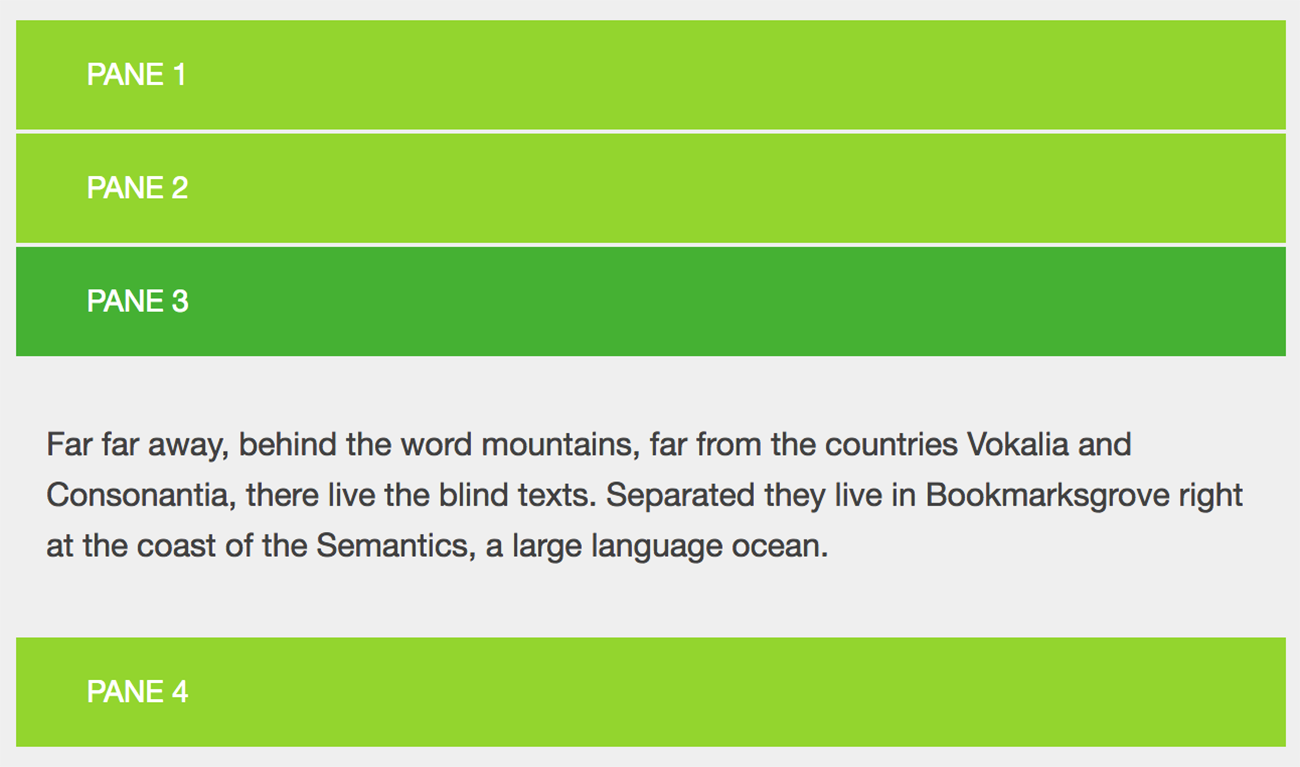 PANE 1
PANE 2
PANE 3
Far far away, behind the word mountains, far from the countries Vokalia and
Consonantia, there live the blind texts. Separated they live in Bookmarksgrove right
at the coast of the Semantics, a large language ocean.
PANE 4